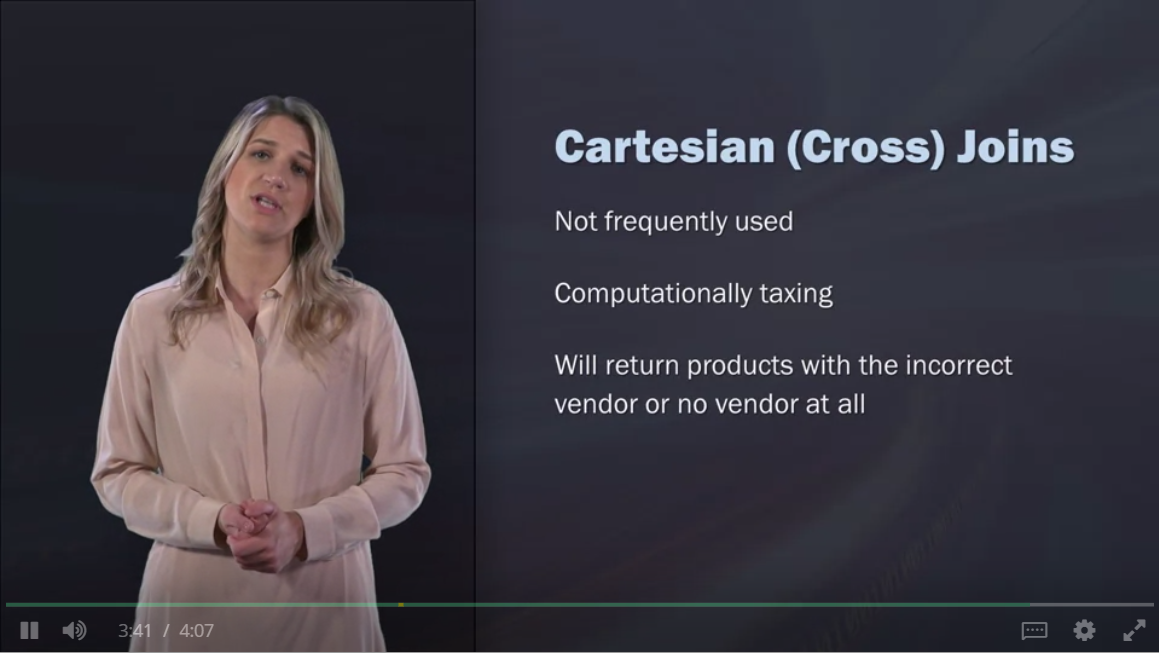 Cartesian (Cross) Joins
Not frequently used
Computationally taxing
Will return products with the incorrect
vendor or no vendor at all
3:41 / 4:07